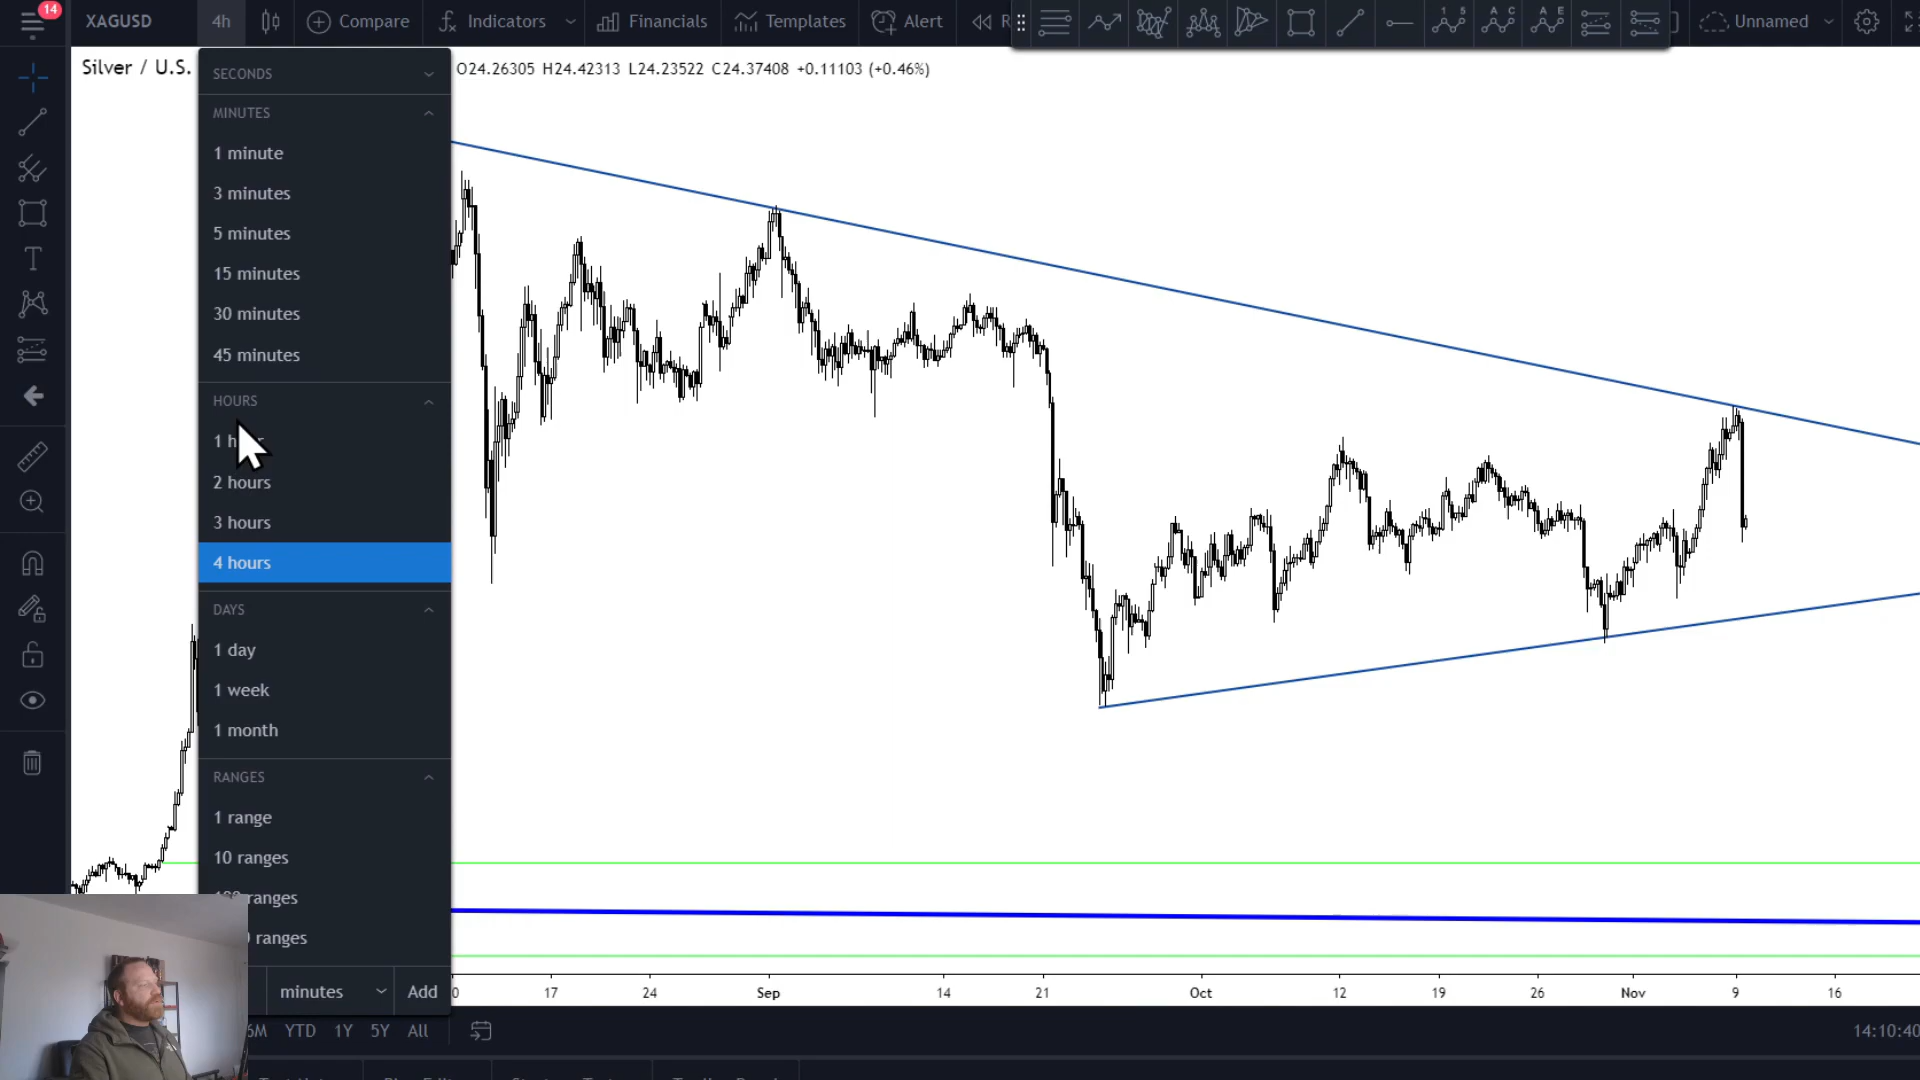 14
XAGUSD
4h
Compare
Indicators
Financials
Templates
Alert
Unnamed
Silver / U.S.
O24.26305 H24.42313 L24.23522 C24.37408 +0.11103 (+0.46%)
SECONDS
MINUTES
1 minute
3 minutes
5 minutes
15 minutes
30 minutes
45 minutes
HOURS
1
2 hours
3 hours
4 hours
DAYS
1 day
1 week
1 month
RANGES
1 range
10 ranges
ranges
ranges
minutes
Add
17
24
Sep
14
21
Oct
12
19
26
Nov
9
16
YTD
1Y
5Y
All
14:10:40